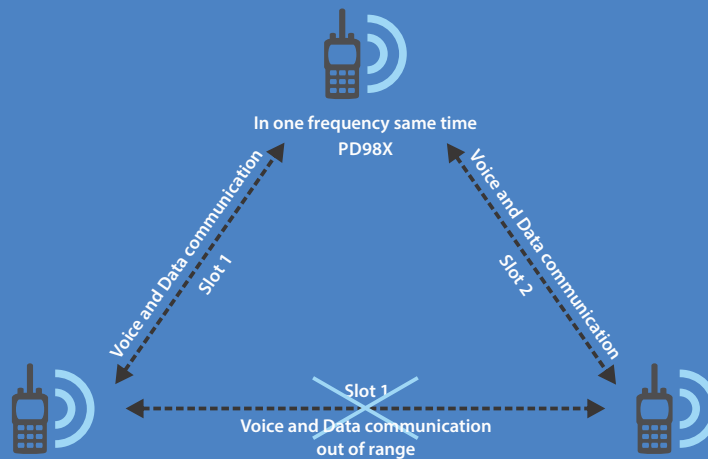 In one frequency same time
PD98X
Voice and Data communication
Slot 1
Voice and Data communication
Slot 2
Slot 1
Voice and Data communication
out of range